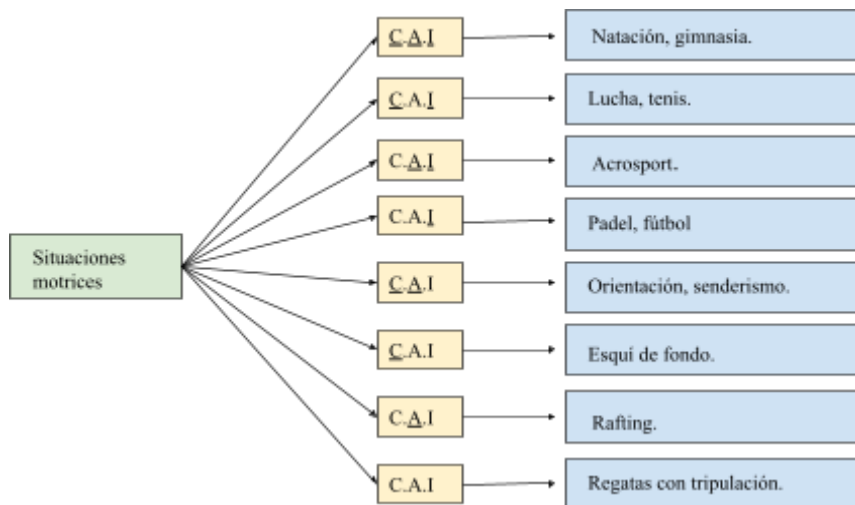 Situaciones
motrices
C.A.I
Natación, gimnasia.
C.A.I
Lucha, tenis.
C.A.I
Acrosport.
C.A.I
Padel, fútbol
C.A.I
Orientación, senderismo.
C.A.I
Esquí de fondo.
C.A.I
Rafting.
C.A.I
Regatas con tripulación.